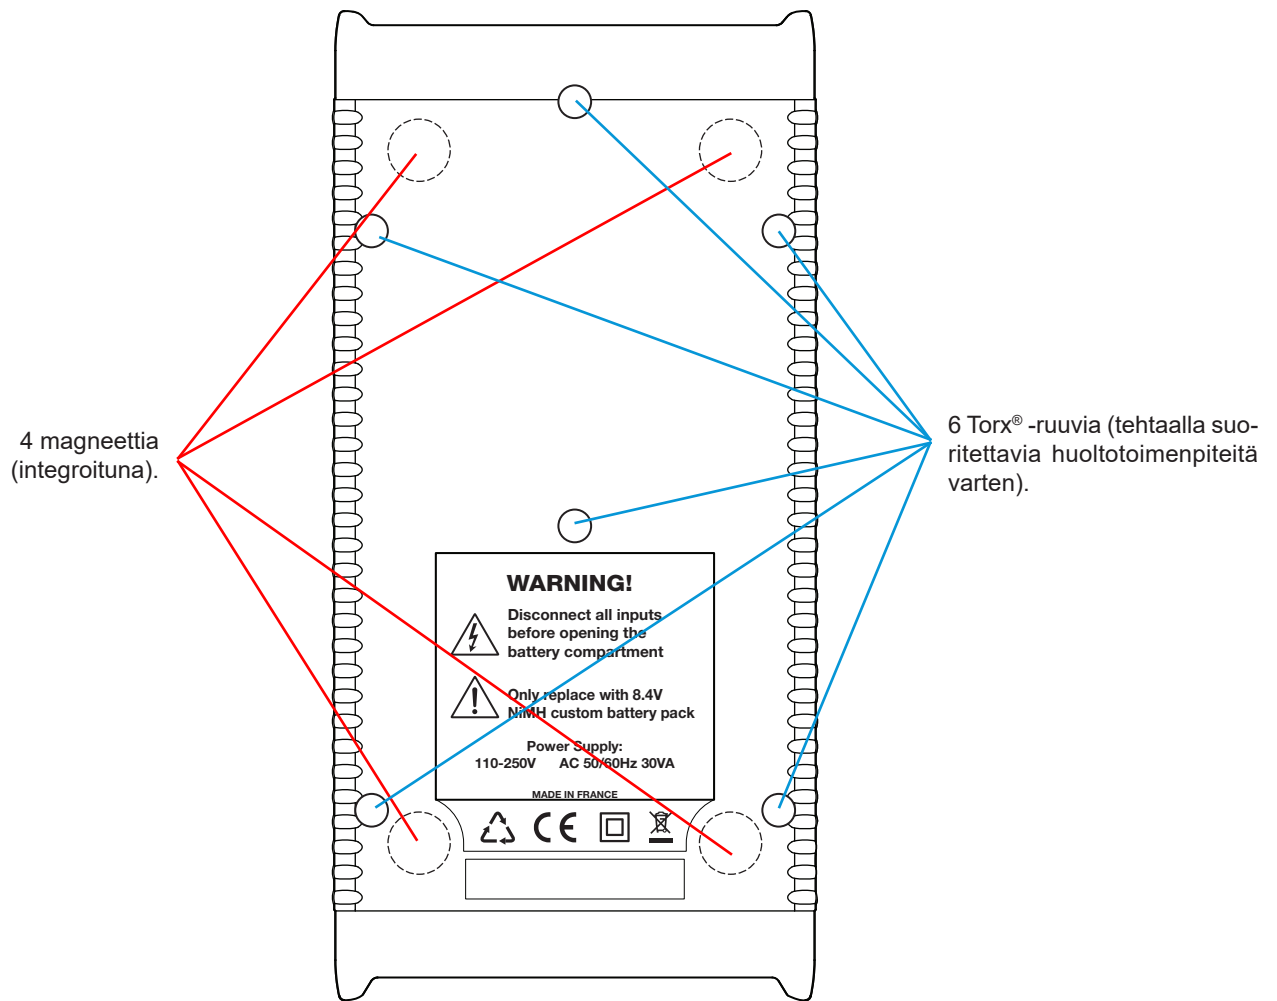 4 magneettia
(integroituna).
6 Torx® -ruuvia (tehtaalla suo-
ritettavia huoltotoimenpiteitä
varten).
WARNING!
Disconnect all inputs
before opening the
battery compartment
Only replace with 8.4V
NiMH custom battery pack
Power Supply:
110-250V AC 50/60Hz 30VA
MADE IN FRANCE
CE